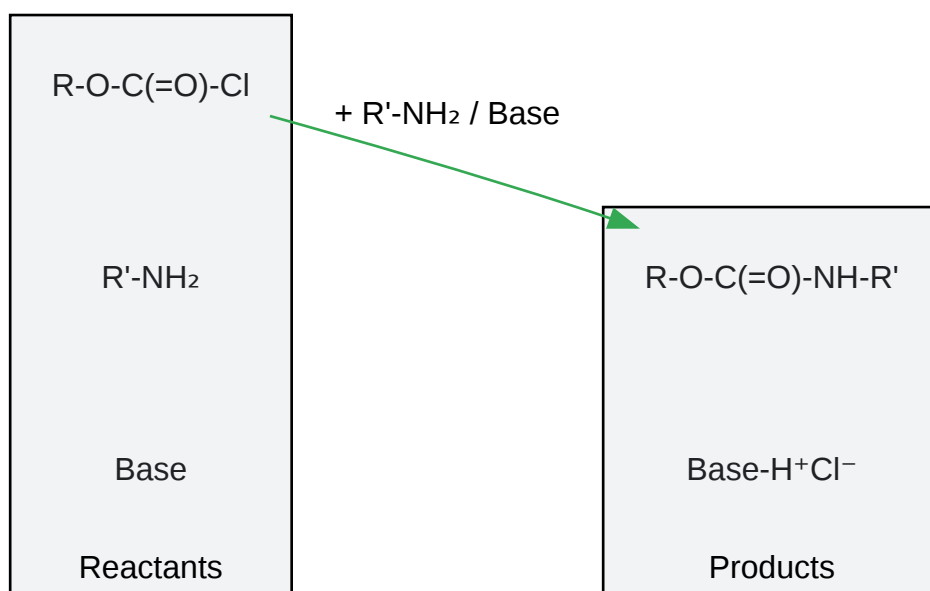 R-O-C(=O)-Cl
+ R'-NH₂ / Base
R'-NH₂
R-O-C(=O)-NH-R'
Base
Base-H⁺Cl⁻
Reactants
Products